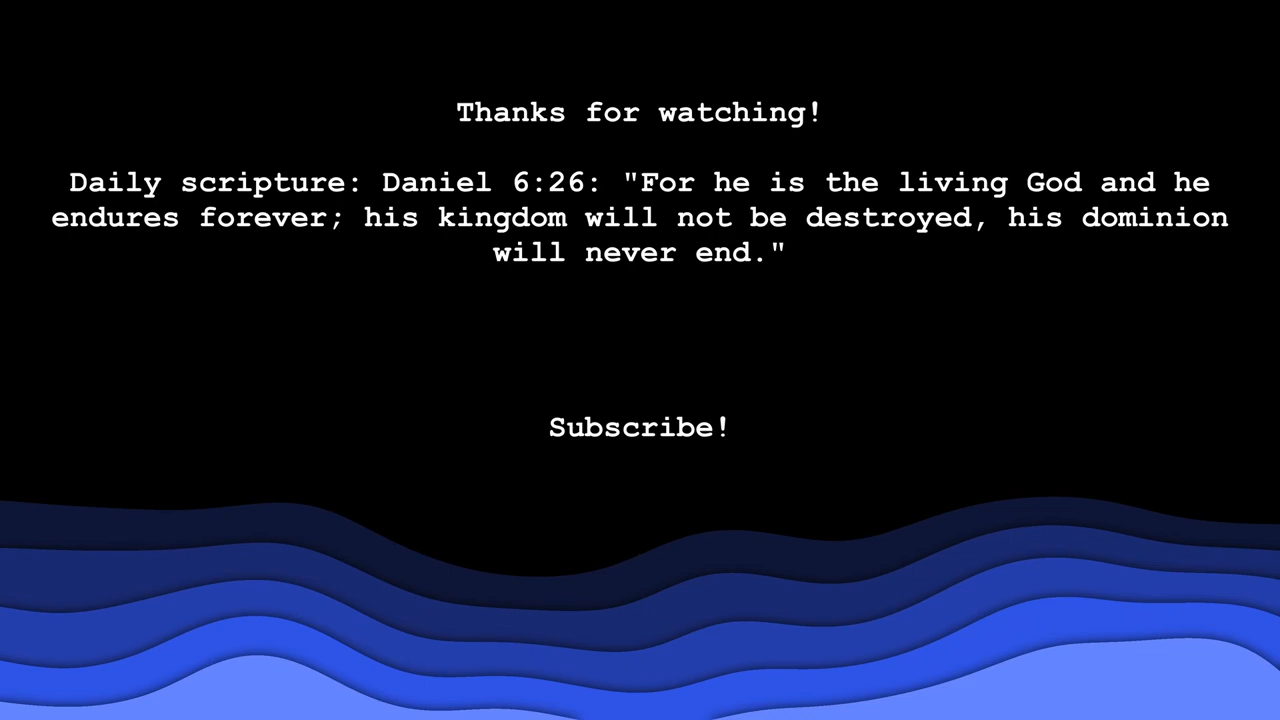 Thanks for watching!
Daily scripture: Daniel 6:26: "For he is the living God and he
endures forever; his kingdom will not be destroyed, his dominion
will never end."
Subscribe!